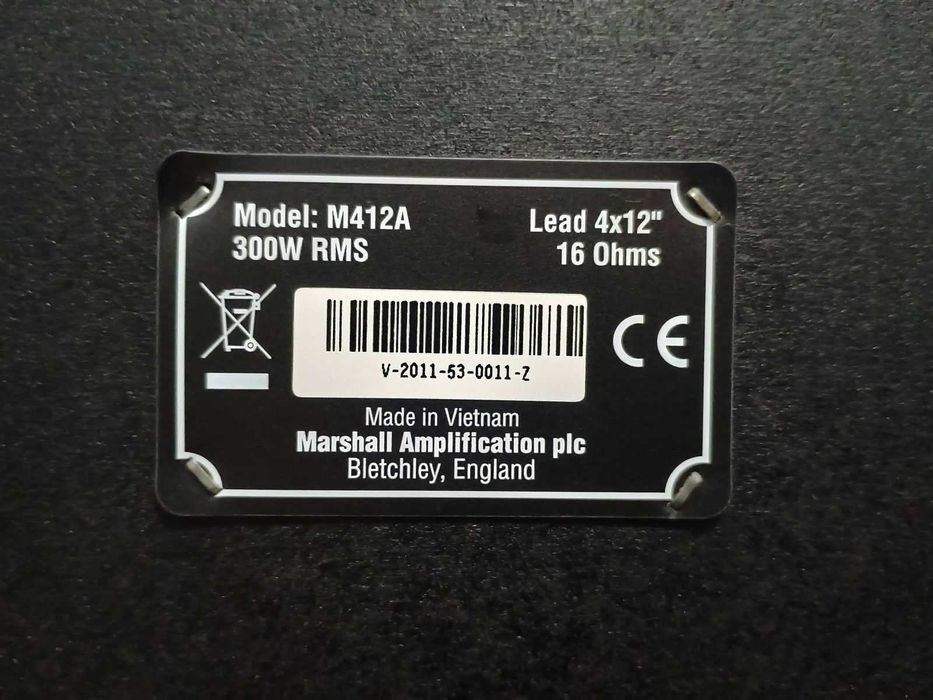 Model: M412A
300W RMS
Lead 4x12"
16 Ohms
V-2011-53-0011-Z
CE
Made in Vietnam
Marshall Amplification plc
Bletchley, England